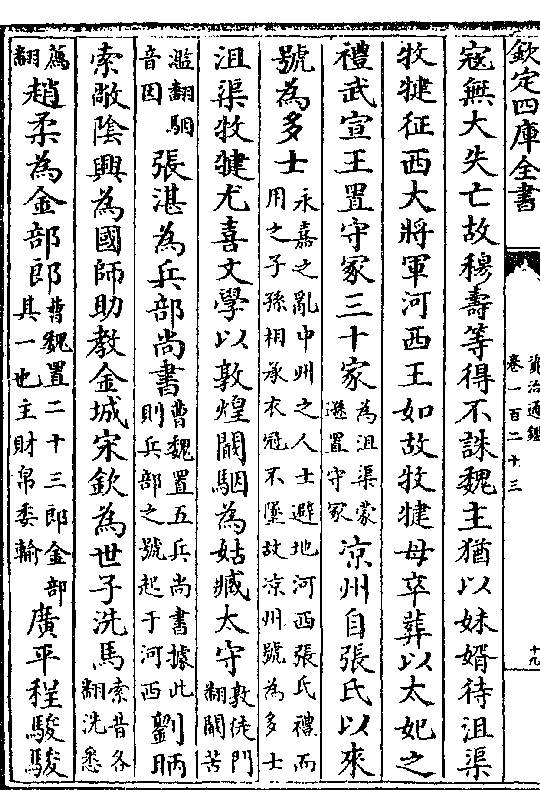 欽定四庫全書
資治通鑑
卷一百二十三
十九
寇無大失亡故穆壽等得不誅魏主猶以妹婿待沮渠
牧犍征西大將軍河西王如故牧犍母卒葬以太妃之
禮武宣王置守冢三十家為沮渠蒙遜置守冢凉州自張氏以來
號為多士永嘉之亂中州之人士避地河西張氏禮而用之子孫相承衣冠不墜故凉州號為多士
沮渠牧犍尤喜文學以敦煌闞駰為姑臧太守敦徒門翻闞苦
濫翻駰音因張湛為兵部尚書曹魏置五兵尚書據此則兵部之號起于河西劉昞
索敞陰興為國師助教金城宋欽為世子洗馬索昔各翻洗悉
薦翻趙柔為金部郎曹魏置二十三郎金部其一也主財帛委輸廣平程駿駿